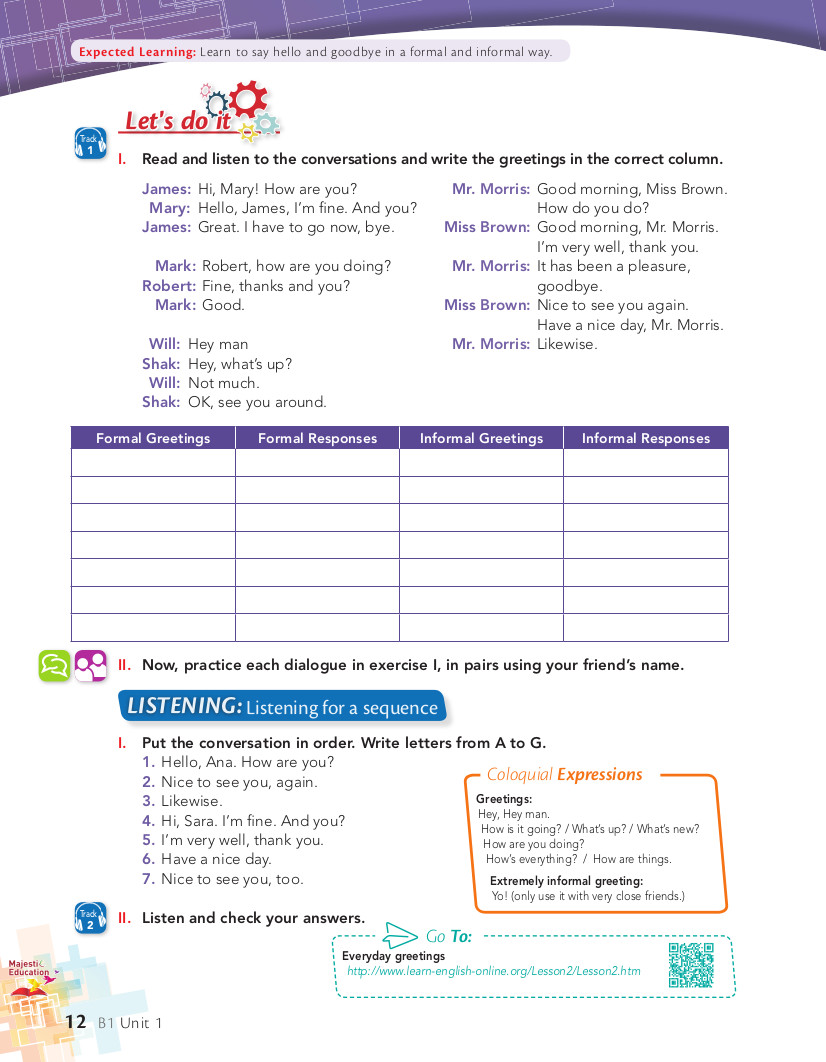 Expected Learning: Learn to say hello and goodbye in a formal and informal way.
Let's do it
Track
1
I. Read and listen to the conversations and write the greetings in the correct column.
James: Hi, Mary! How are you?
Mary: Hello, James, I'm fine. And you?
James: Great. I have to go now, bye.
Mark: Robert, how are you doing?
Robert: Fine, thanks and you?
Mark: Good.
Will: Hey man
Shak: Hey, what's up?
Will: Not much.
Shak: OK, see you around.
Mr. Morris: Good morning, Miss Brown.
How do you do?
Miss Brown: Good morning, Mr. Morris.
I'm very well, thank you.
Mr. Morris: It has been a pleasure,
goodbye.
Miss Brown: Nice to see you again.
Have a nice day, Mr. Morris.
Mr. Morris: Likewise.
Formal Greetings Formal Responses Informal Greetings Informal Responses
II. Now, practice each dialogue in exercise I, in pairs using your friend's name.
LISTENING: Listening for a sequence
I. Put the conversation in order. Write letters from A to G.
1. Hello, Ana. How are you?
2. Nice to see you, again.
3. Likewise.
4. Hi, Sara. I'm fine. And you?
5. I'm very well, thank you.
6. Have a nice day.
7. Nice to see you, too.
Coloquial Expressions
Greetings:
Hey, Hey man.
How is it going? / What's up? / What's new?
How are you doing?
How's everything? / How are things.
Extremely informal greeting:
Yo! (only use it with very close friends.)
Track
2
II. Listen and check your answers.
Go To:
Everyday greetings
http://www.learn-english-online.org/Lesson2/Lesson2.htm
Majestic
Education
12 B1 Unit 1